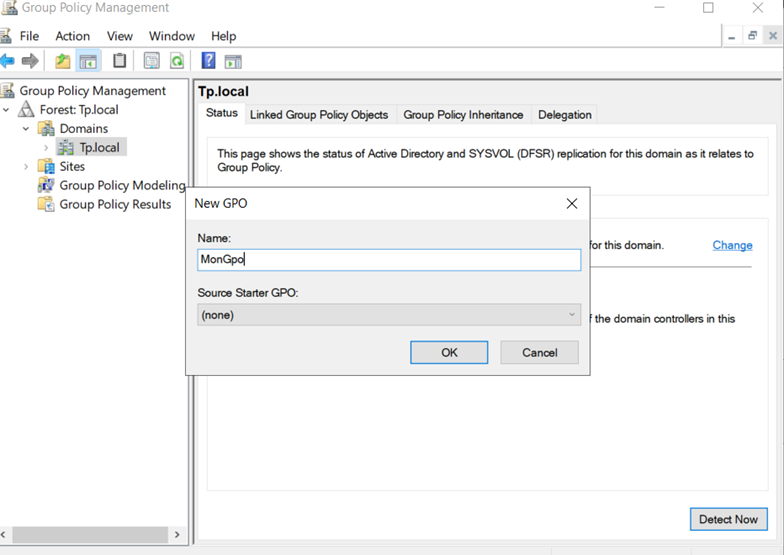 Group Policy Management
File Action View Window Help
Group Policy Management
Forest: Tp.local
Domains
Tp.local
Sites
Group Policy Modeling
Group Policy Results
Tp.local
Status Linked Group Policy Objects Group Policy Inheritance Delegation
This page shows the status of Active Directory and SYSVOL (DFSR) replication for this domain as it relates to
Group Policy.
for this domain. Change
f the domain controllers in this
Detect Now
New GPO
Name:
MonGpo
Source Starter GPO:
(none)
OK Cancel